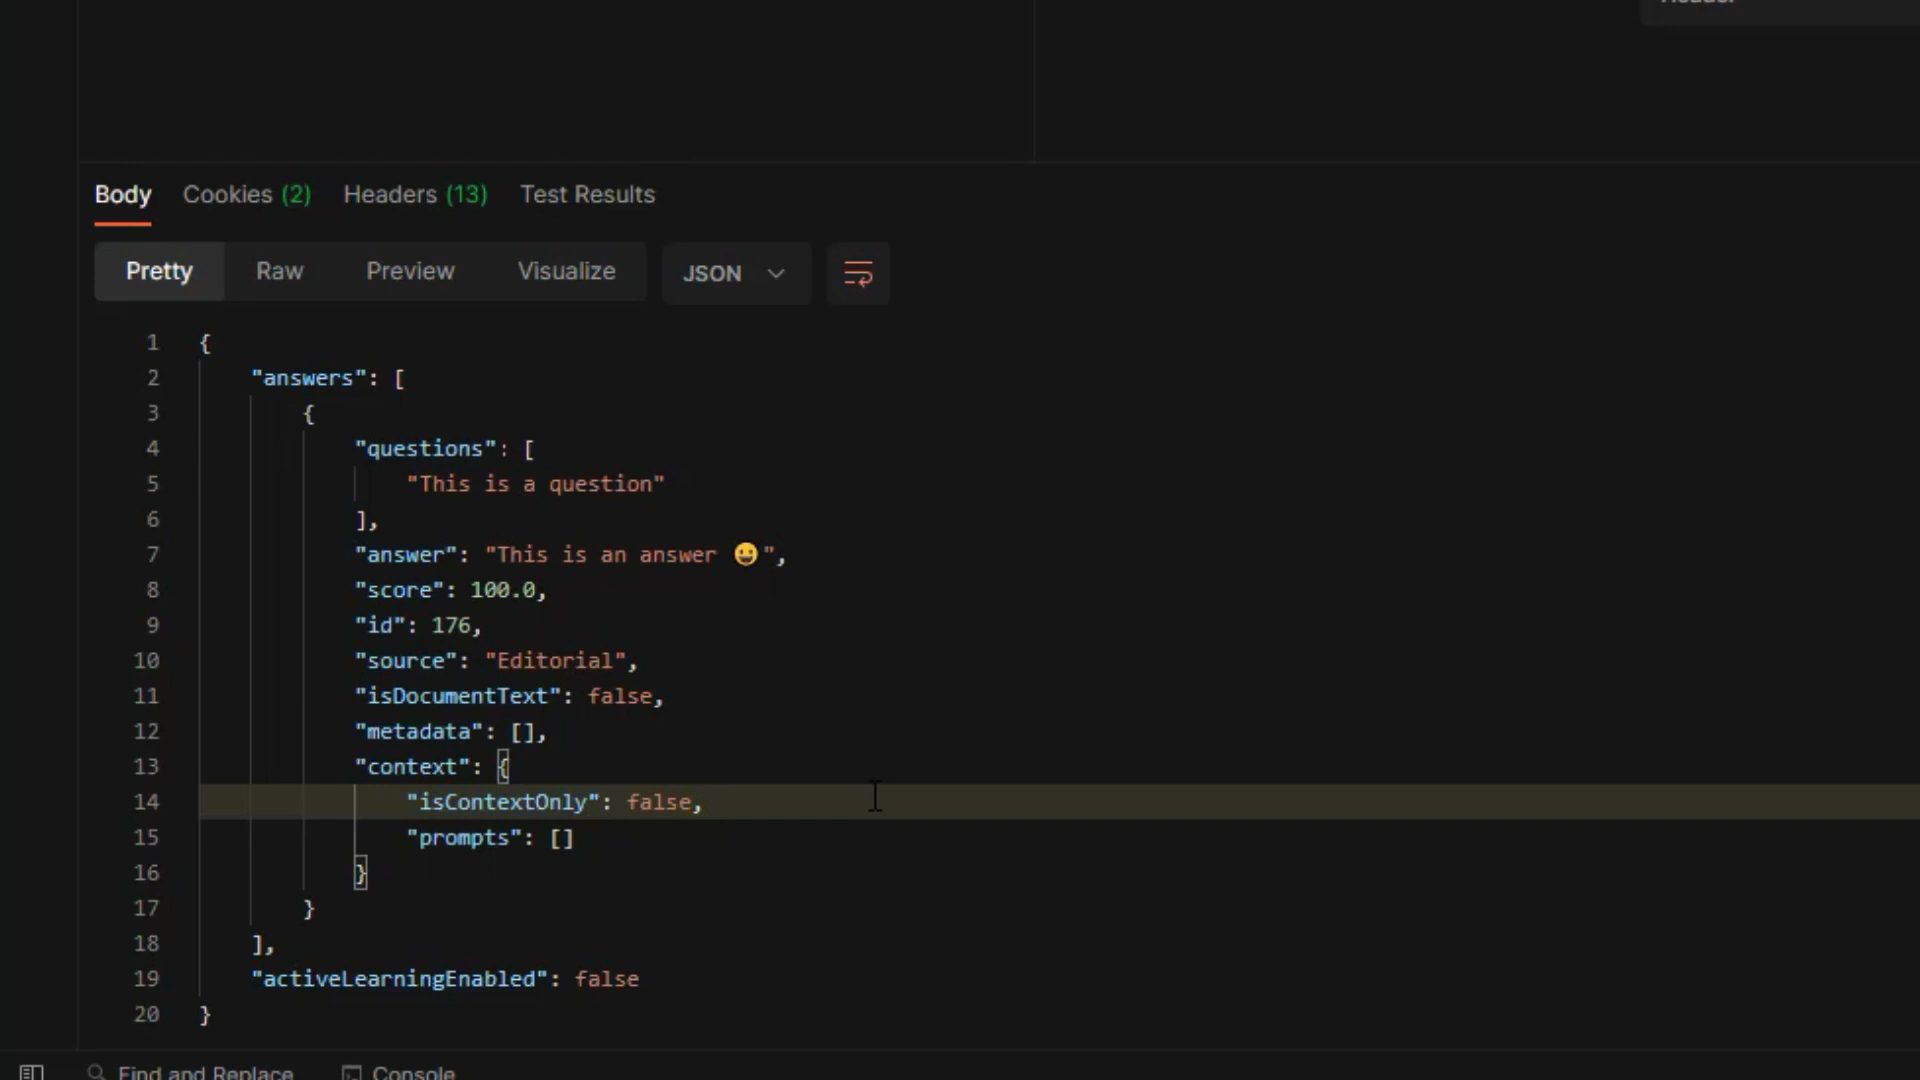 Header
Body Cookies (2) Headers (13) Test Results
Pretty Raw Preview Visualize JSON
1 {
2 "answers": [
3 {
4 "questions": [
5 "This is a question"
6 ],
7 "answer": "This is an answer 😀",
8 "score": 100.0,
9 "id": 176,
10 "source": "Editorial",
11 "isDocumentText": false,
12 "metadata": [],
13 "context": {
14 "isContextOnly": false,
15 "prompts": []
16 }
17 }
18 ],
19 "activeLearningEnabled": false
20 }
Find and Replace Console